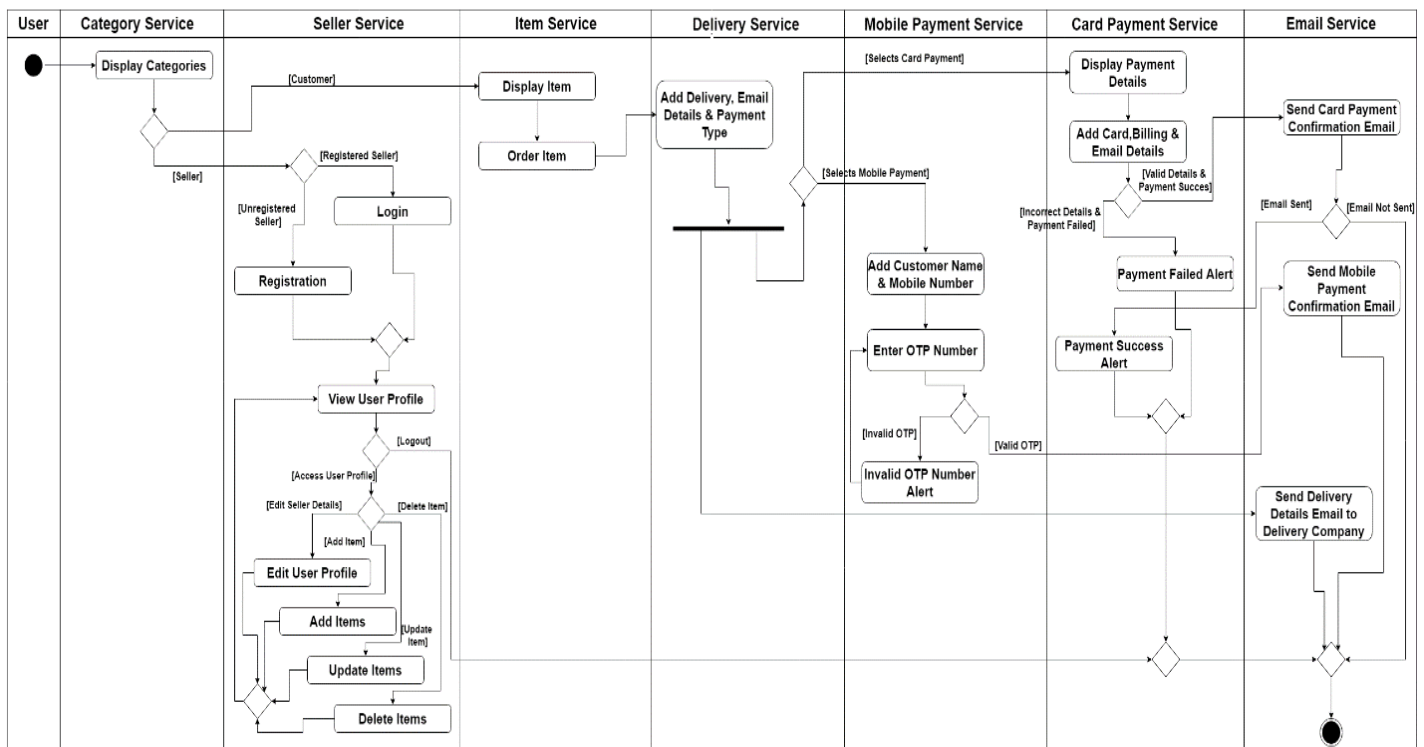 User
Category Service
Seller Service
Item Service
Delivery Service
Mobile Payment Service
Card Payment Service
Email Service
Display Categories
[Customer]
[Seller]
[Registered Seller]
[Unregistered
Seller]
Login
Registration
View User Profile
[Logout]
[Access User Profile]
[Edit Seller Details]
[Delete Item]
[Add Item]
Edit User Profile
Add Items
[Update
Item]
Update Items
Delete Items
Display Item
Order Item
Add Delivery, Email
Details & Payment
Type
[Selects Card Payment]
[Selects Mobile Payment]
Add Customer Name
& Mobile Number
Enter OTP Number
[Invalid OTP]
[Valid OTP]
Invalid OTP Number
Alert
Display Payment
Details
Add Card,Billing &
Email Details
[Valid Details &
Payment Succes]
[Incorrect Details &
Payment Failed]
Payment Failed Alert
Payment Success
Alert
Send Card Payment
Confirmation Email
[Email Sent]
[Email Not Sent]
Send Mobile
Payment
Confirmation Email
Send Delivery
Details Email to
Delivery Company